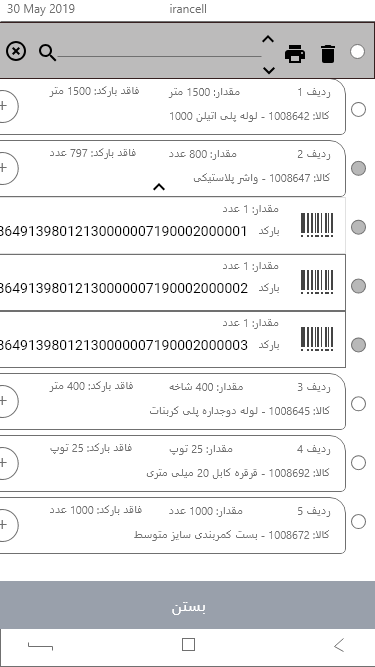 30 May 2019 irancell
ردیف 1 مقدار: 1500 متر فاقد بارکد: 1500 متر
کالا: 1008642 - لوله پلی اتیلن 1000
ردیف 2 مقدار: 800 عدد فاقد بارکد: 797 عدد
کالا: 1008647 - واشر پلاستیکی
مقدار: 1 عدد
بارکد 36491398012130000007190002000001
مقدار: 1 عدد
بارکد 36491398012130000007190002000002
مقدار: 1 عدد
بارکد 36491398012130000007190002000003
ردیف 3 مقدار: 400 شاخه فاقد بارکد: 400 متر
کالا: 1008645 - لوله دوجداره پلی کربنات
ردیف 4 مقدار: 25 توپ فاقد بارکد: 25 توپ
کالا: 1008692 - قرقره کابل 20 میلی متری
ردیف 5 مقدار: 1000 عدد فاقد بارکد: 1000 عدد
کالا: 1008672 - بست کمربندی سایز متوسط
بستن